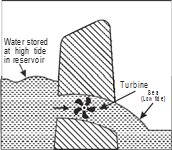 Water stored
at high tide
in reservoir
Turbine
Sea
(Low tide)